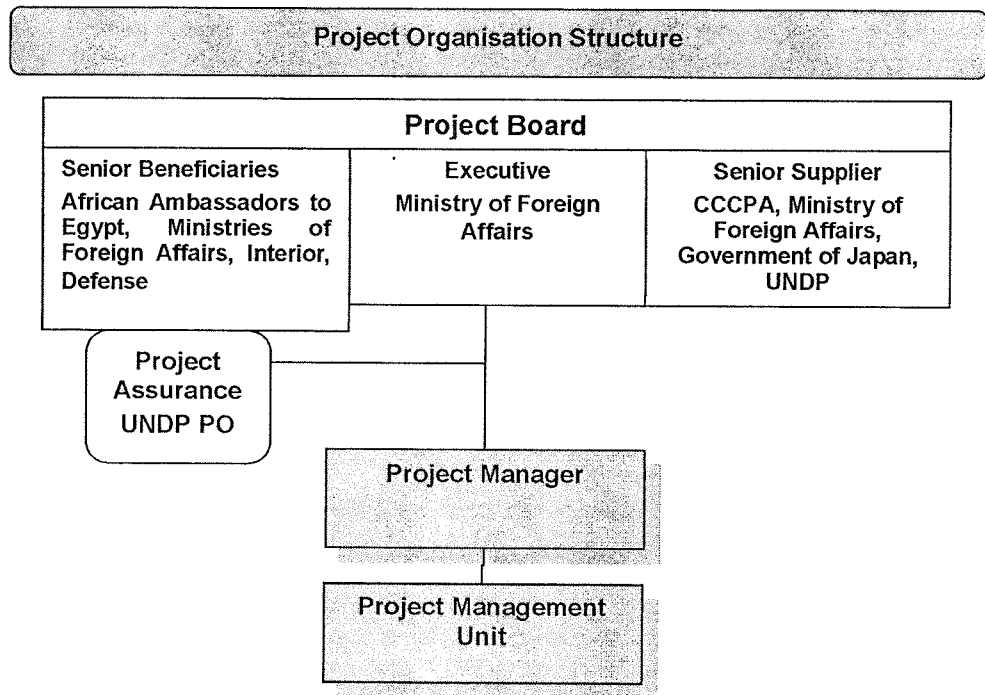 Project Organisation Structure
Project Board
Senior Beneficiaries
African Ambassadors to
Egypt, Ministries of
Foreign Affairs, Interior,
Defense
Executive
Ministry of Foreign
Affairs
Senior Supplier
CCCPA, Ministry of
Foreign Affairs,
Government of Japan,
UNDP
Project
Assurance
UNDP PO
Project Manager
Project Management
Unit